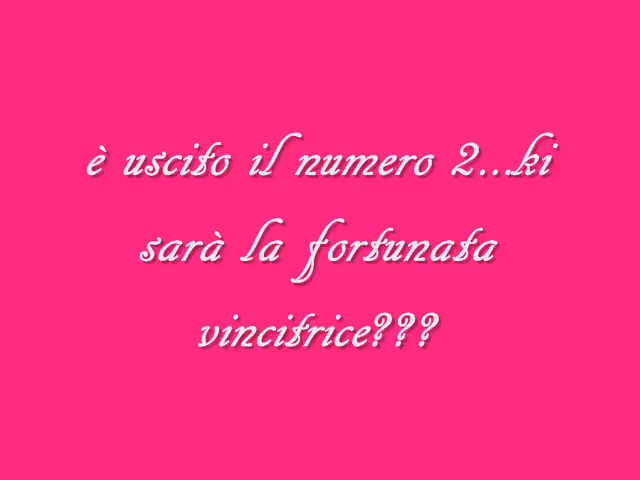 è uscito il numero 2...ki
sarà la fortunata
vincitrice???